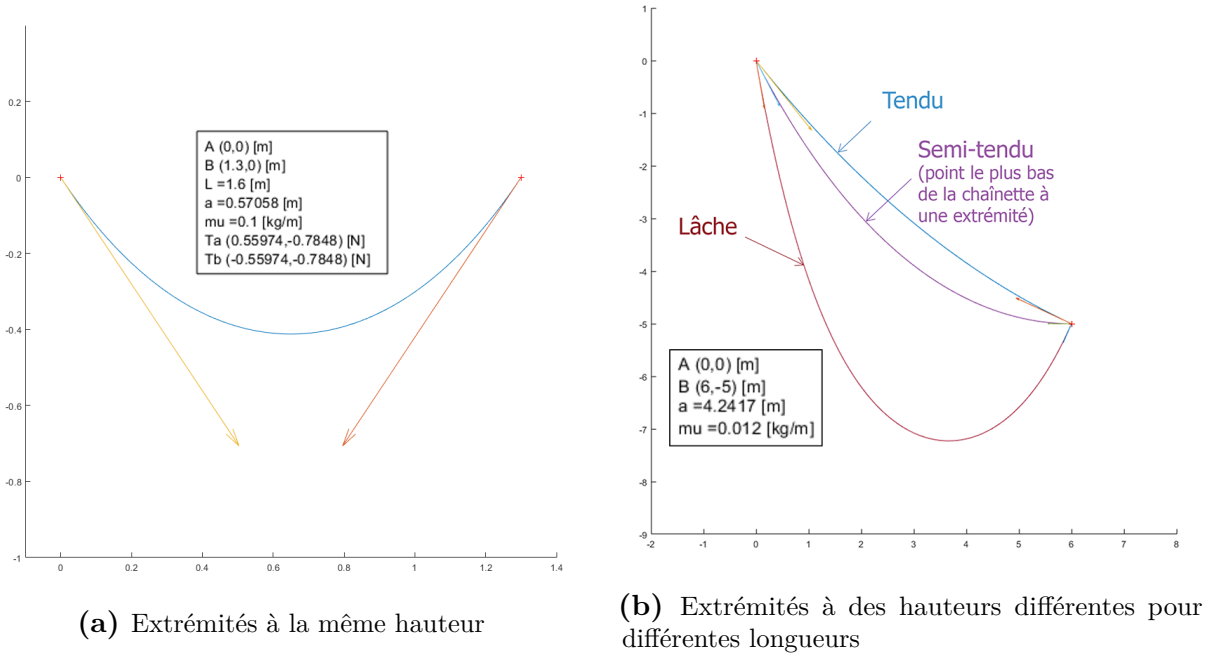 0.2
0
-0.2
-0.4
-0.6
-0.8
-1
0
0.2
0.4
0.6
0.8
1
1.2
1.4
A (0,0) [m]
B (1.3,0) [m]
L =1.6 [m]
a =0.57058 [m]
mu =0.1 [kg/m]
Ta (0.55974,-0.7848) [N]
Tb (-0.55974,-0.7848) [N]
(a) Extrémités à la même hauteur
1
0
-1
-2
-3
-4
-5
-6
-7
-8
-9
-2
-1
0
1
2
3
4
5
6
7
8
Tendu
Semi-tendu
(point le plus bas
de la chaînette à
une extrémité)
Lâche
A (0,0) [m]
B (6,-5) [m]
a =4.2417 [m]
mu =0.012 [kg/m]
(b) Extrémités à des hauteurs différentes pour
différentes longueurs